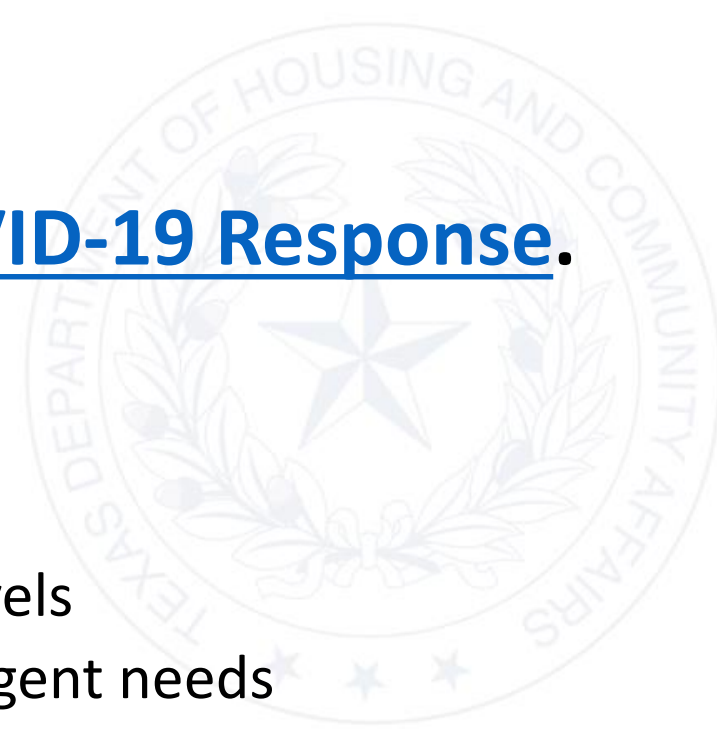 TEXAS DEPARTMENT OF HOUSING AND COMMUNITY AFFAIRS
VID-19 Response.
els
gent needs